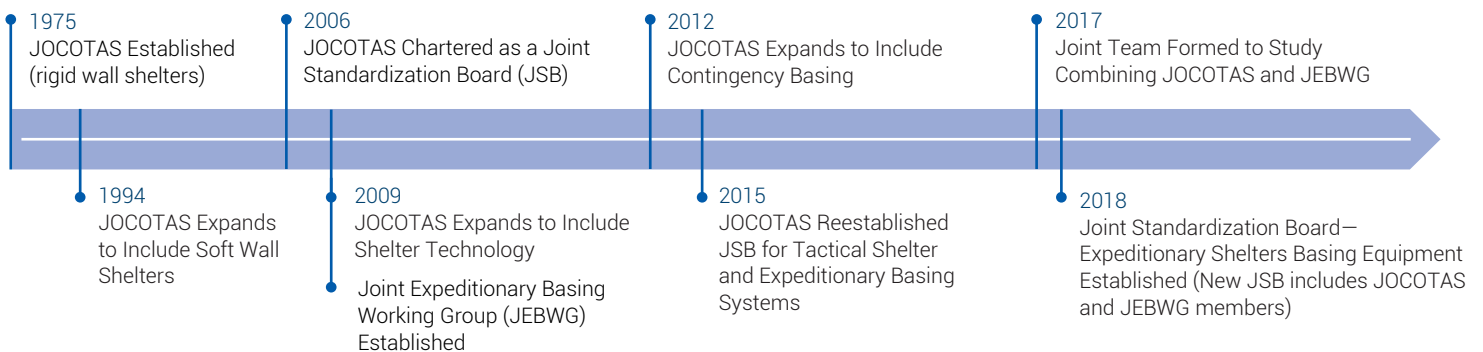 1975
JOCOTAS Established
(rigid wall shelters)
2006
JOCOTAS Chartered as a Joint
Standardization Board (JSB)
2012
JOCOTAS Expands to Include
Contingency Basing
2017
Joint Team Formed to Study
Combining JOCOTAS and JEBWG
1994
JOCOTAS Expands
to Include Soft Wall
Shelters
2009
JOCOTAS Expands to Include
Shelter Technology
Joint Expeditionary Basing
Working Group (JEBWG)
Established
2015
JOCOTAS Reestablished
JSB for Tactical Shelter
and Expeditionary Basing
Systems
2018
Joint Standardization Board—
Expeditionary Shelters Basing Equipment
Established (New JSB includes JOCOTAS
and JEBWG members)